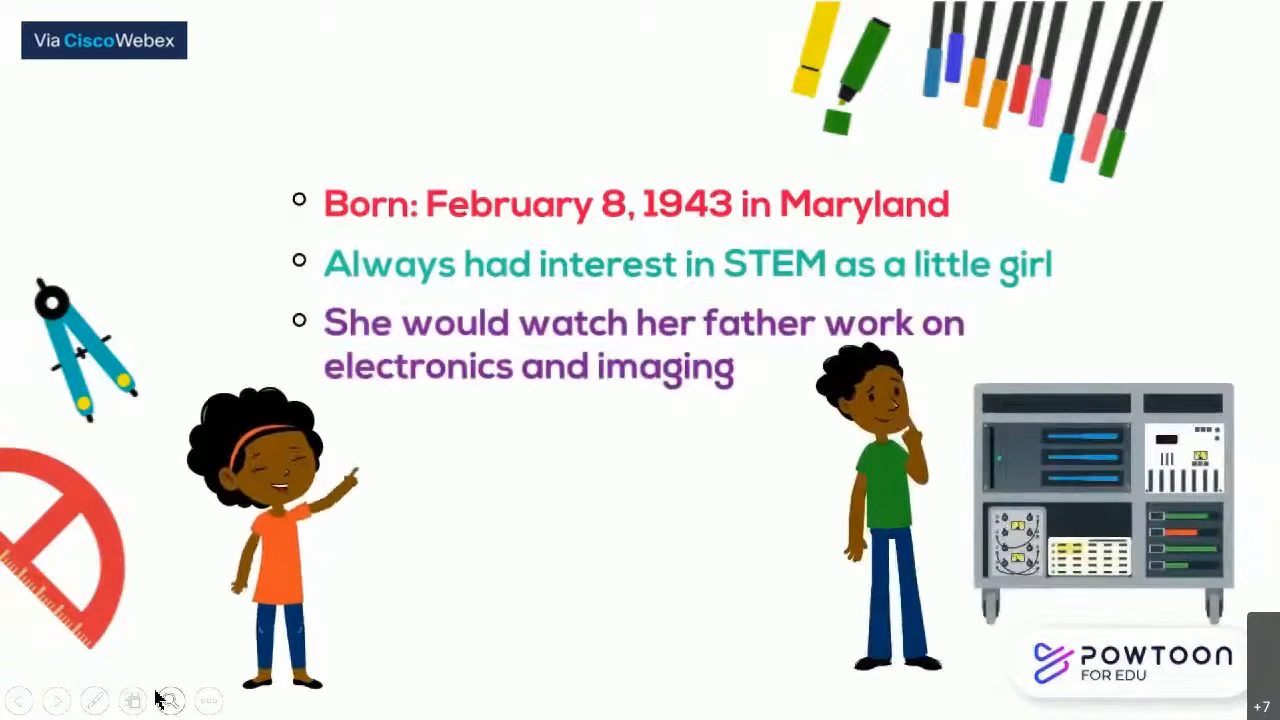 Via CiscoWebex
Born: February 8, 1943 in Maryland
Always had interest in STEM as a little girl
She would watch her father work on
electronics and imaging
POWTOON
FOR EDU
+7